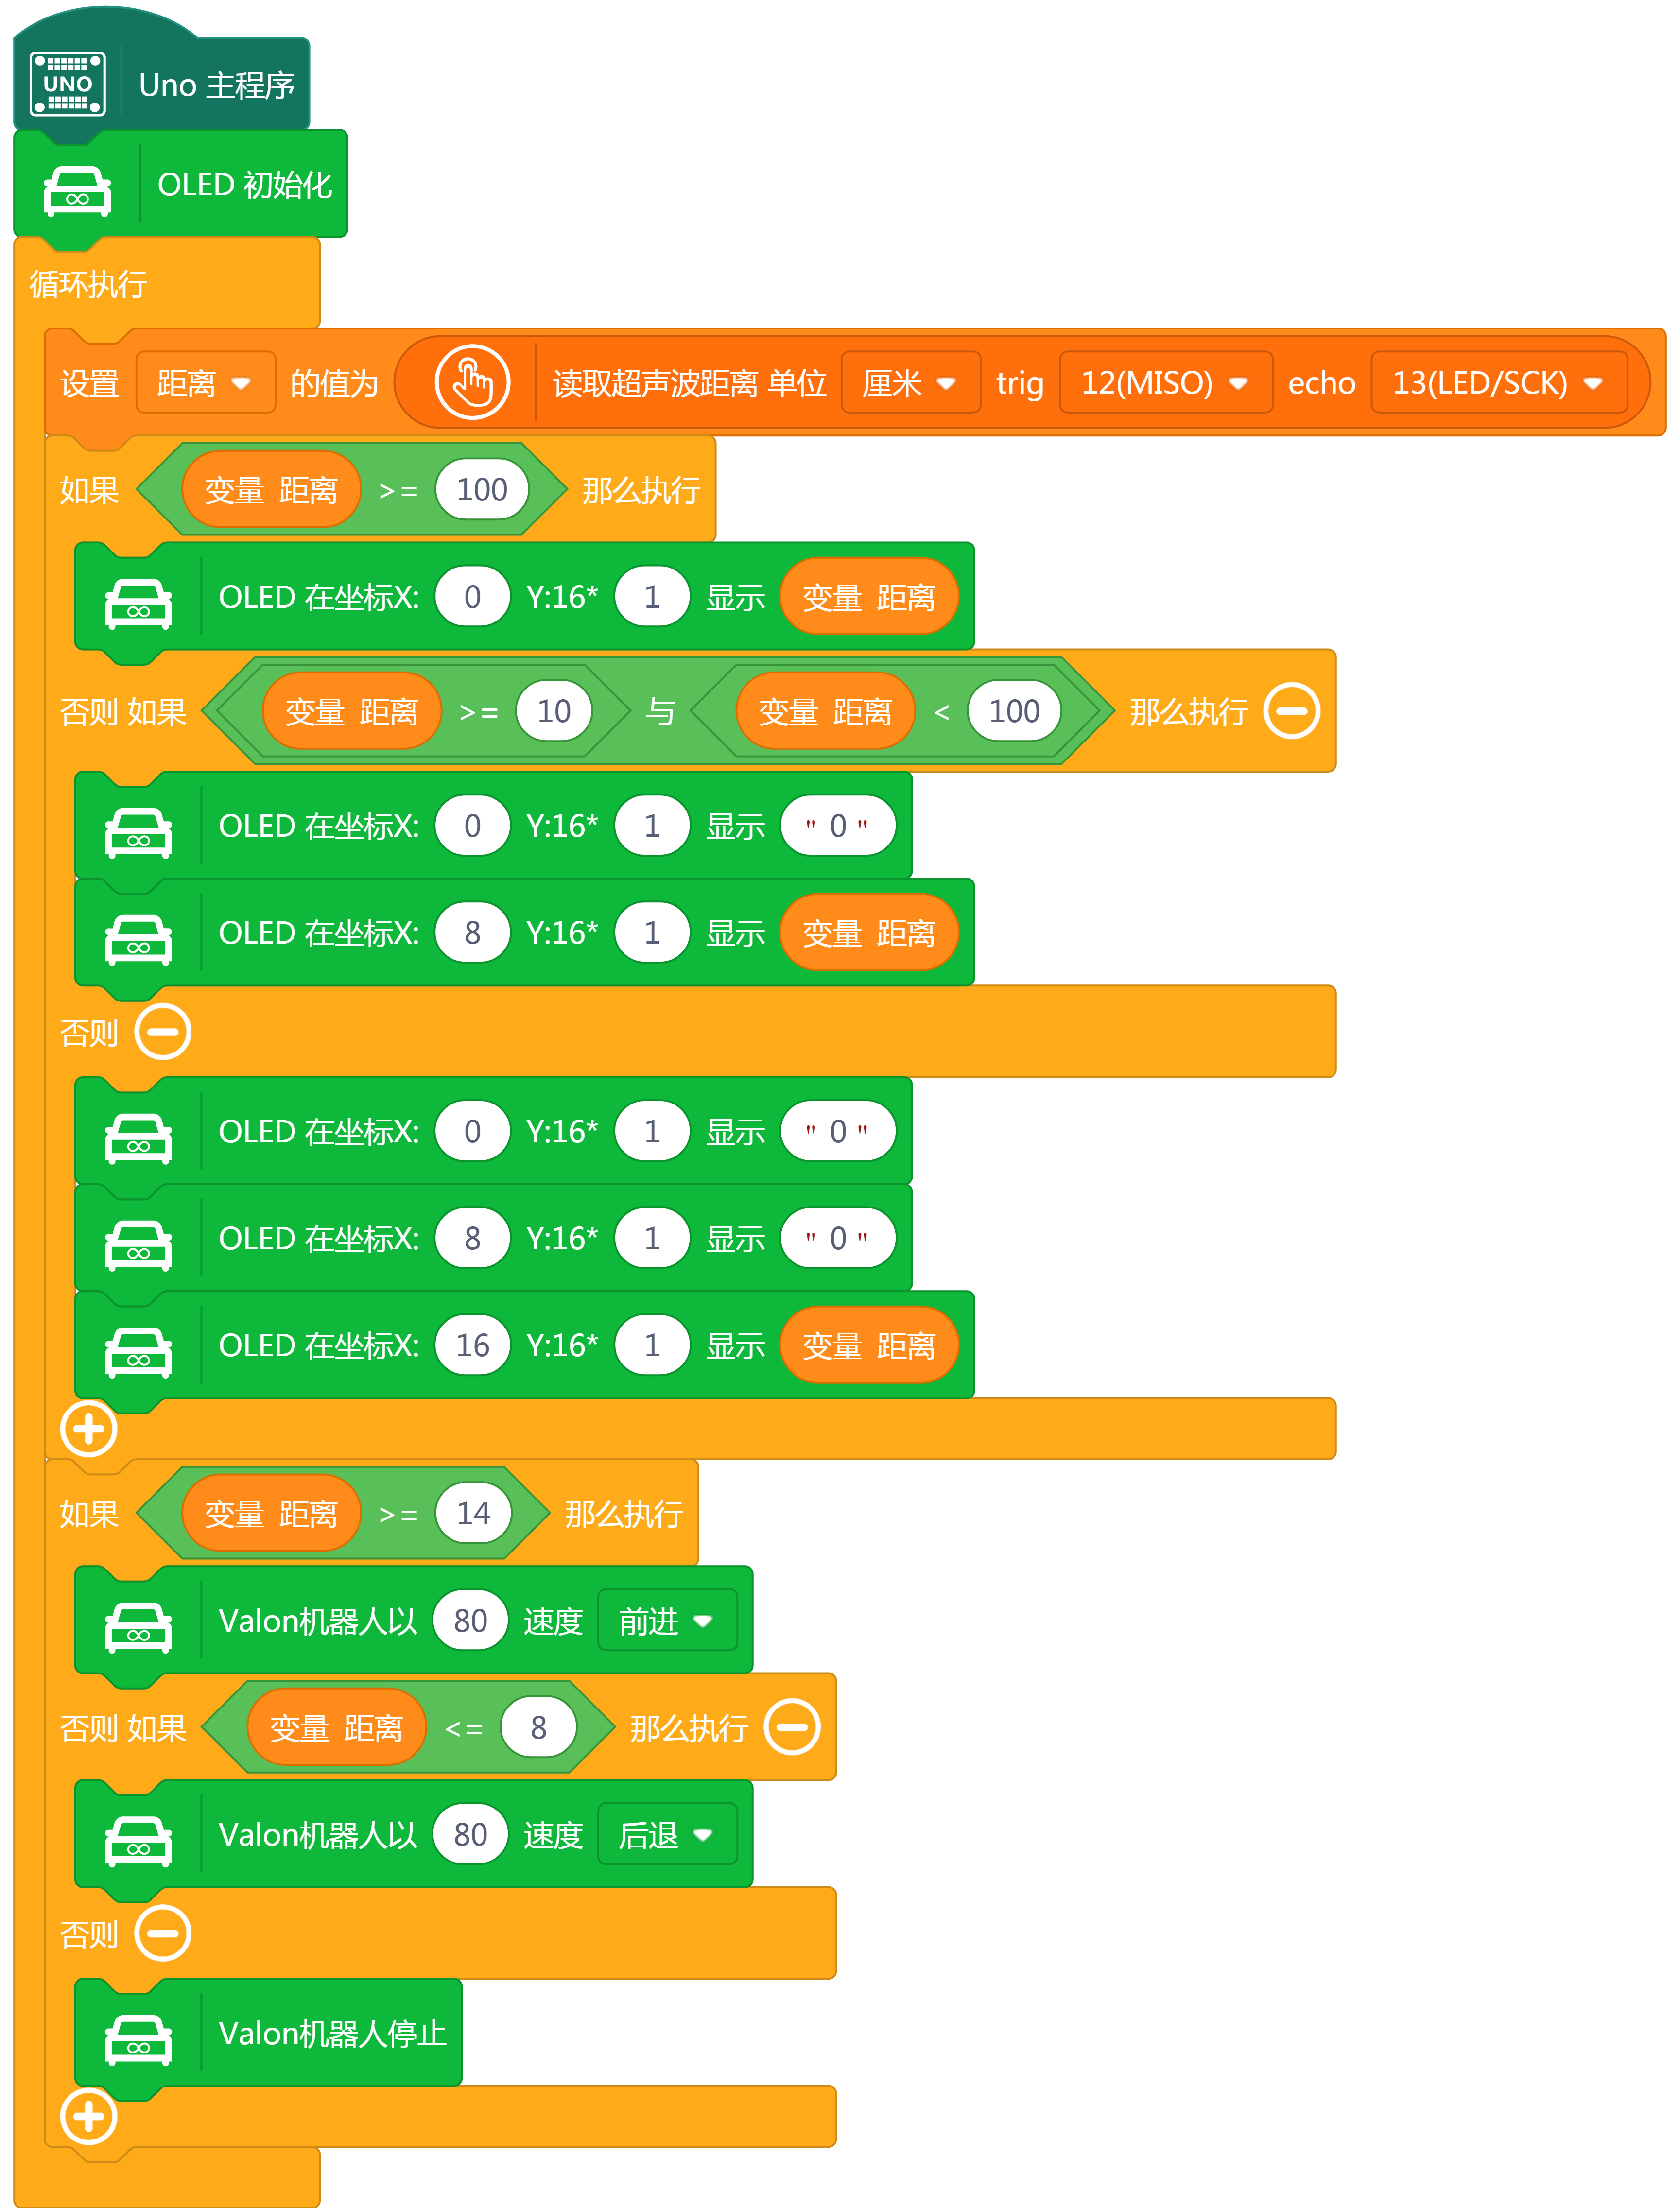 UNO Uno 主程序
OLED 初始化
循环执行
设置 距离 的值为 读取超声波距离 单位 厘米 trig 12(MISO) echo 13(LED/SCK)
如果 变量 距离 >= 100 那么执行
OLED 在坐标X: 0 Y:16* 1 显示 变量 距离
否则 如果 变量 距离 >= 10 与 变量 距离 < 100 那么执行
OLED 在坐标X: 0 Y:16* 1 显示 " 0 "
OLED 在坐标X: 8 Y:16* 1 显示 变量 距离
否则
OLED 在坐标X: 0 Y:16* 1 显示 " 0 "
OLED 在坐标X: 8 Y:16* 1 显示 " 0 "
OLED 在坐标X: 16 Y:16* 1 显示 变量 距离
如果 变量 距离 >= 14 那么执行
Valon机器人以 80 速度 前进
否则 如果 变量 距离 <= 8 那么执行
Valon机器人以 80 速度 后退
否则
Valon机器人停止